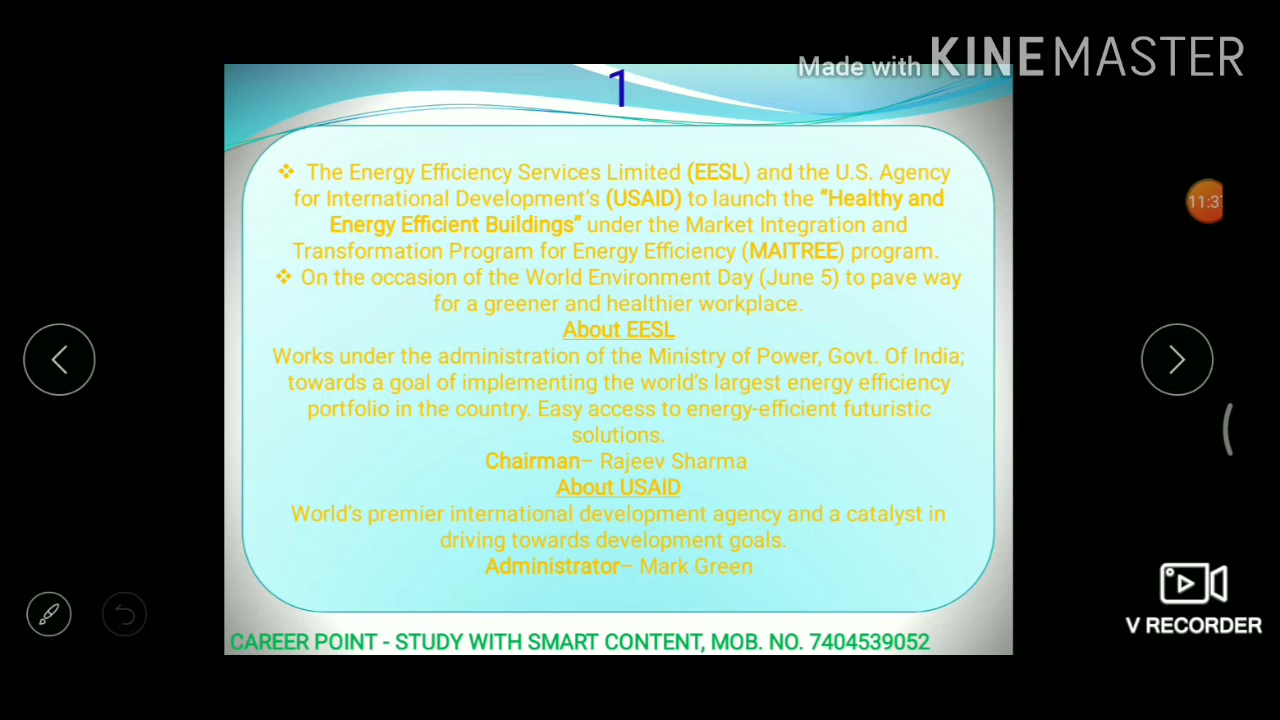 Made with KINEMASTER
1
❖ The Energy Efficiency Services Limited (EESL) and the U.S. Agency
for International Development's (USAID) to launch the “Healthy and
Energy Efficient Buildings” under the Market Integration and
Transformation Program for Energy Efficiency (MAITREE) program.
❖ On the occasion of the World Environment Day (June 5) to pave way
for a greener and healthier workplace.
About EESL
Works under the administration of the Ministry of Power, Govt. Of India;
towards a goal of implementing the world's largest energy efficiency
portfolio in the country. Easy access to energy-efficient futuristic
solutions.
Chairman– Rajeev Sharma
About USAID
World's premier international development agency and a catalyst in
driving towards development goals.
Administrator– Mark Green
CAREER POINT - STUDY WITH SMART CONTENT, MOB. NO. 7404539052
V RECORDER